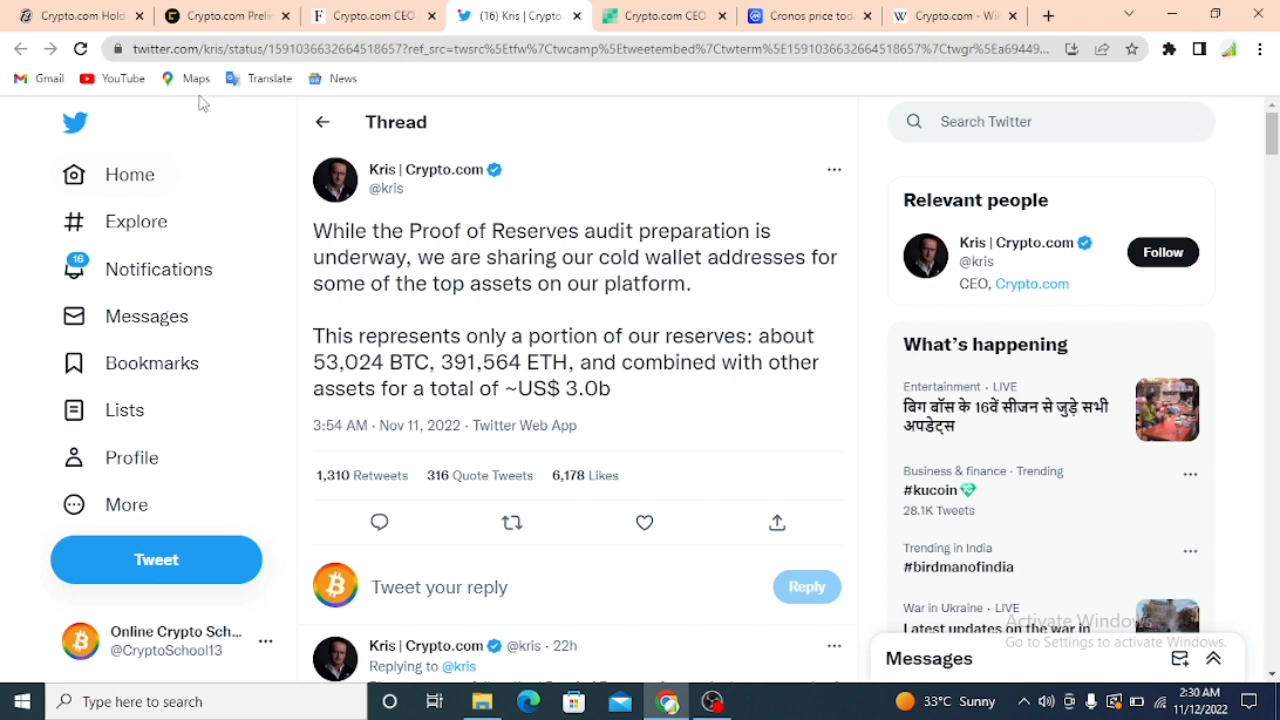 Crypto.com Hold
Crypto.com Preli
Crypto.com CEO
(16) Kris | Crypto
Crypto.com CEO
Cronos price tod
Crypto.com - Wi
twitter.com/kris/status/1591036632664518657?ref_src=twsrc%5Etfw%7Ctwcamp%5Etweetembed%7Ctwterm%5E1591036632664518657%7Ctwgr%5Ea69449...
Gmail
YouTube
Maps
Translate
News
Home
Explore
16
Notifications
Messages
Bookmarks
Lists
Profile
More
Tweet
Online Crypto Sch...
@CryptoSchool13
Thread
Kris | Crypto.com
@kris
While the Proof of Reserves audit preparation is
underway, we are sharing our cold wallet addresses for
some of the top assets on our platform.
This represents only a portion of our reserves: about
53,024 BTC, 391,564 ETH, and combined with other
assets for a total of ~US$ 3.0b
3:54 AM · Nov 11, 2022 · Twitter Web App
1,310 Retweets 316 Quote Tweets 6,178 Likes
Tweet your reply
Reply
Kris | Crypto.com @kris · 22h
Replying to @kris
Search Twitter
Relevant people
Kris | Crypto.com
@kris
Follow
CEO, Crypto.com
What's happening
Entertainment · LIVE
बिग बॉस के 16वें सीजन से जुड़े सभी
अपडेट्स
Business & finance · Trending
#kucoin
28.1K Tweets
Trending in India
#birdmanofindia
War in Ukraine · LIVE
Latest updates on the war in
Activate Windows
Go to Settings to activate Windows.
Messages
Type here to search
33°C Sunny
2:30 AM
11/12/2022